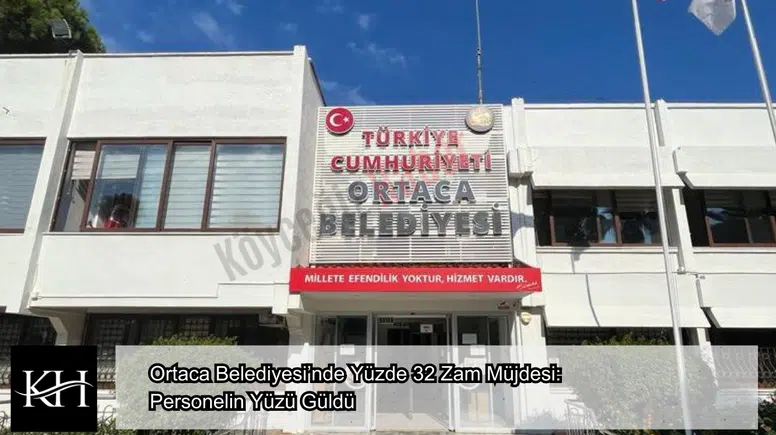 TÜRKİYE
CUMHURİYETİ
ORTACA
BELEDİYESİ
MİLLETE EFENDİLİK YOKTUR, HİZMET VARDIR.
KH
Ortaca Belediyesi'nde Yüzde 32 Zam Müjdesi:
Personelin Yüzü Güldü